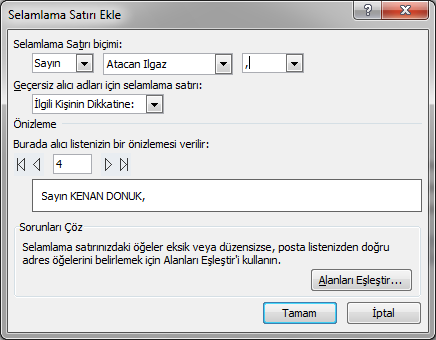 Selamlama Satırı Ekle
Selamlama Satırı biçimi:
Sayın Atacan Ilgaz ,
Geçersiz alıcı adları için selamlama satırı:
İlgili Kişinin Dikkatine:
Önizleme
Burada alıcı listenizin bir önizlemesi verilir:
4
Sayın KENAN DONUK,
Sorunları Çöz
Selamlama satırınızdaki öğeler eksik veya düzensizse, posta listenizden doğru
adres öğelerini belirlemek için Alanları Eşleştir'i kullanın.
Alanları Eşleştir...
Tamam İptal